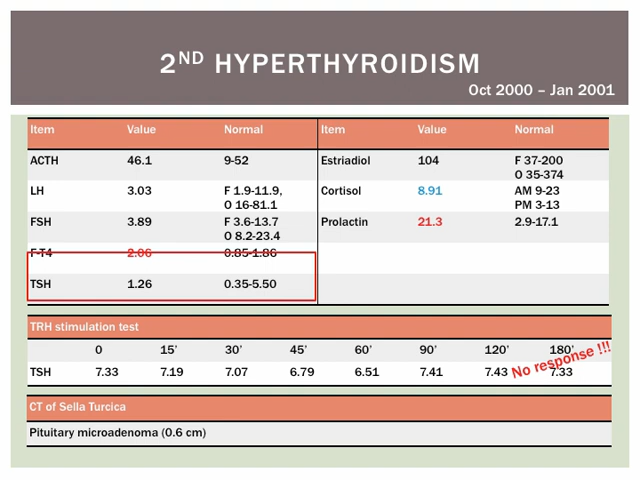 2ND HYPERTHYROIDISM
Oct 2000 – Jan 2001
Item Value Normal Item Value Normal
ACTH 46.1 9-52 Estriadiol 104 F 37-200
O 35-374
LH 3.03 F 1.9-11.9, Cortisol 8.91 AM 9-23
O 16-81.1 PM 3-13
FSH 3.89 F 3.6-13.7 Prolactin 21.3 2.9-17.1
O 8.2-23.4
F-T4 2.06 0.85-1.86
TSH 1.26 0.35-5.50
TRH stimulation test
0 15' 30' 45' 60' 90' 120' 180'
TSH 7.33 7.19 7.07 6.79 6.51 7.41 7.43 7.33
No response !!!
CT of Sella Turcica
Pituitary microadenoma (0.6 cm)